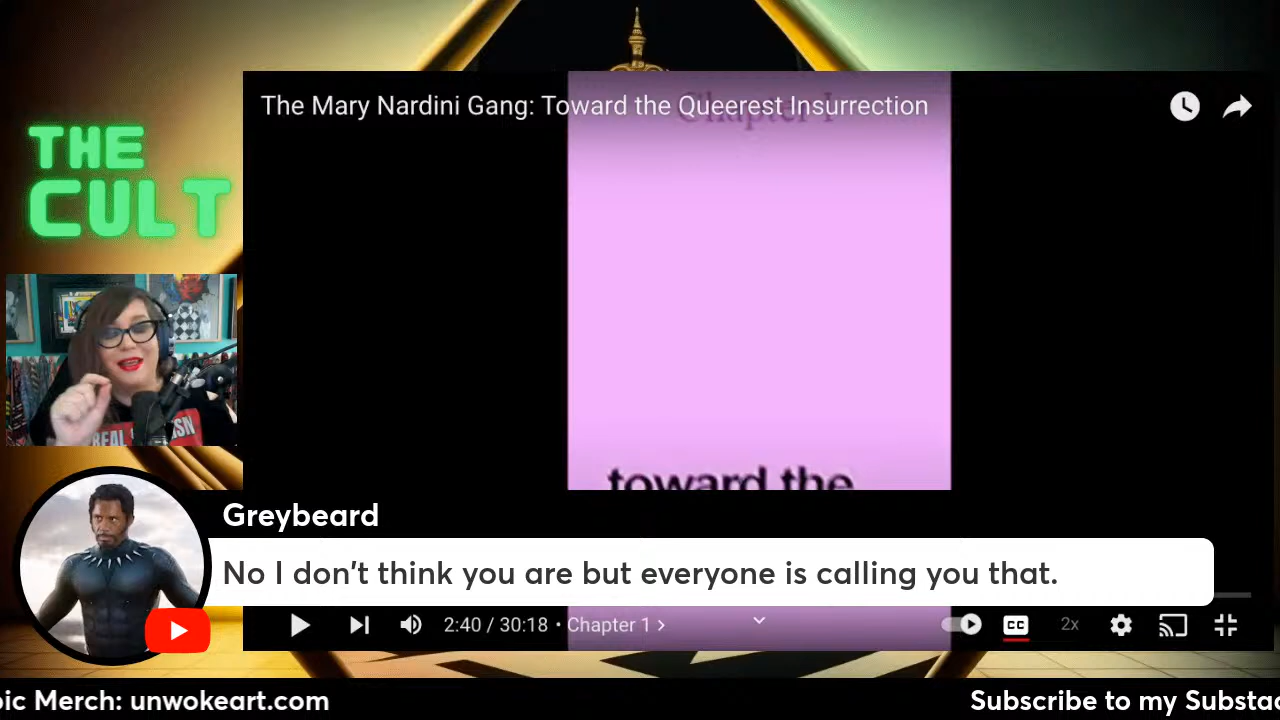 The Mary Nardini Gang: Toward the Queerest Insurrection
Chapter I
THE
CULT
toward the
Greybeard
No I don't think you are but everyone is calling you that.
2:40 / 30:18 • Chapter 1 >
CC
2x
pic Merch: unwokeart.com
Subscribe to my Substac